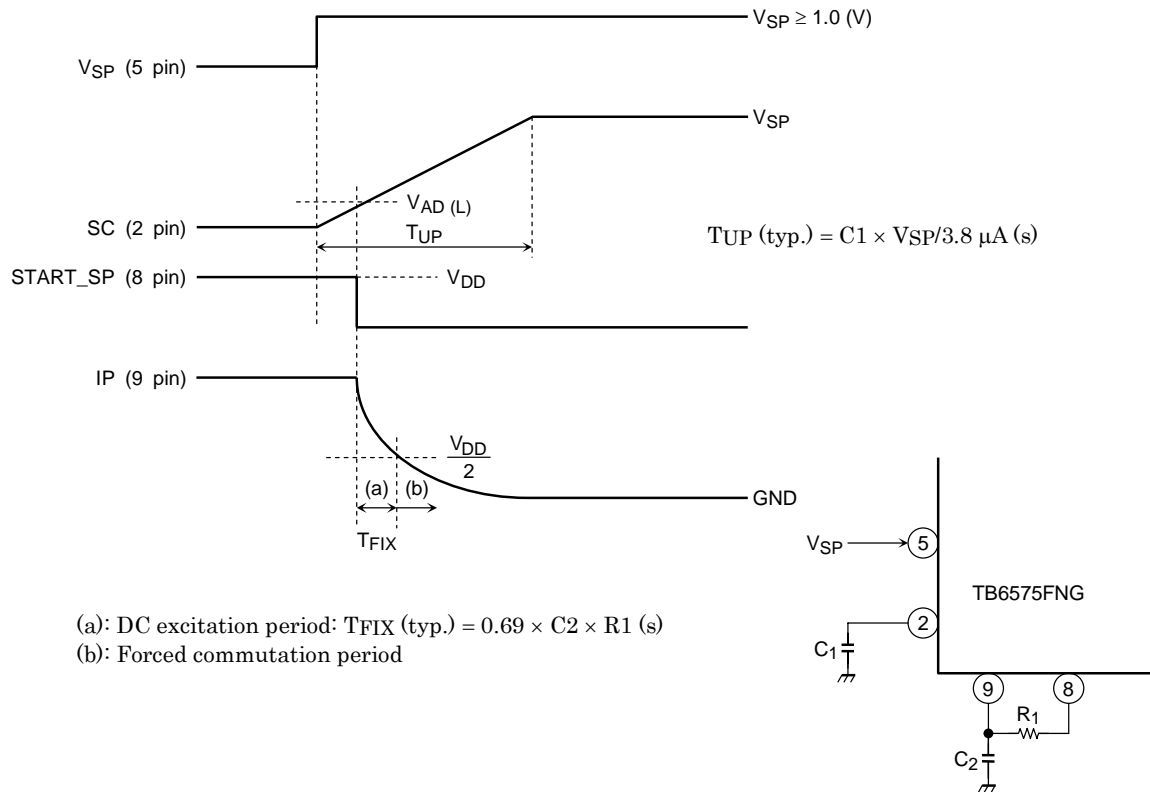 VSP ≥ 1.0 (V)
VSP (5 pin)
VSP
VAD (L)
SC (2 pin)
TUP
TUP (typ.) = C1 × VSP/3.8 μA (s)
START_SP (8 pin)
VDD
IP (9 pin)
VDD
2
(a) (b)
GND
TFIX
VSP
5
TB6575FNG
(a): DC excitation period: TFIX (typ.) = 0.69 × C2 × R1 (s)
(b): Forced commutation period
2
C1
9 8
R1
C2